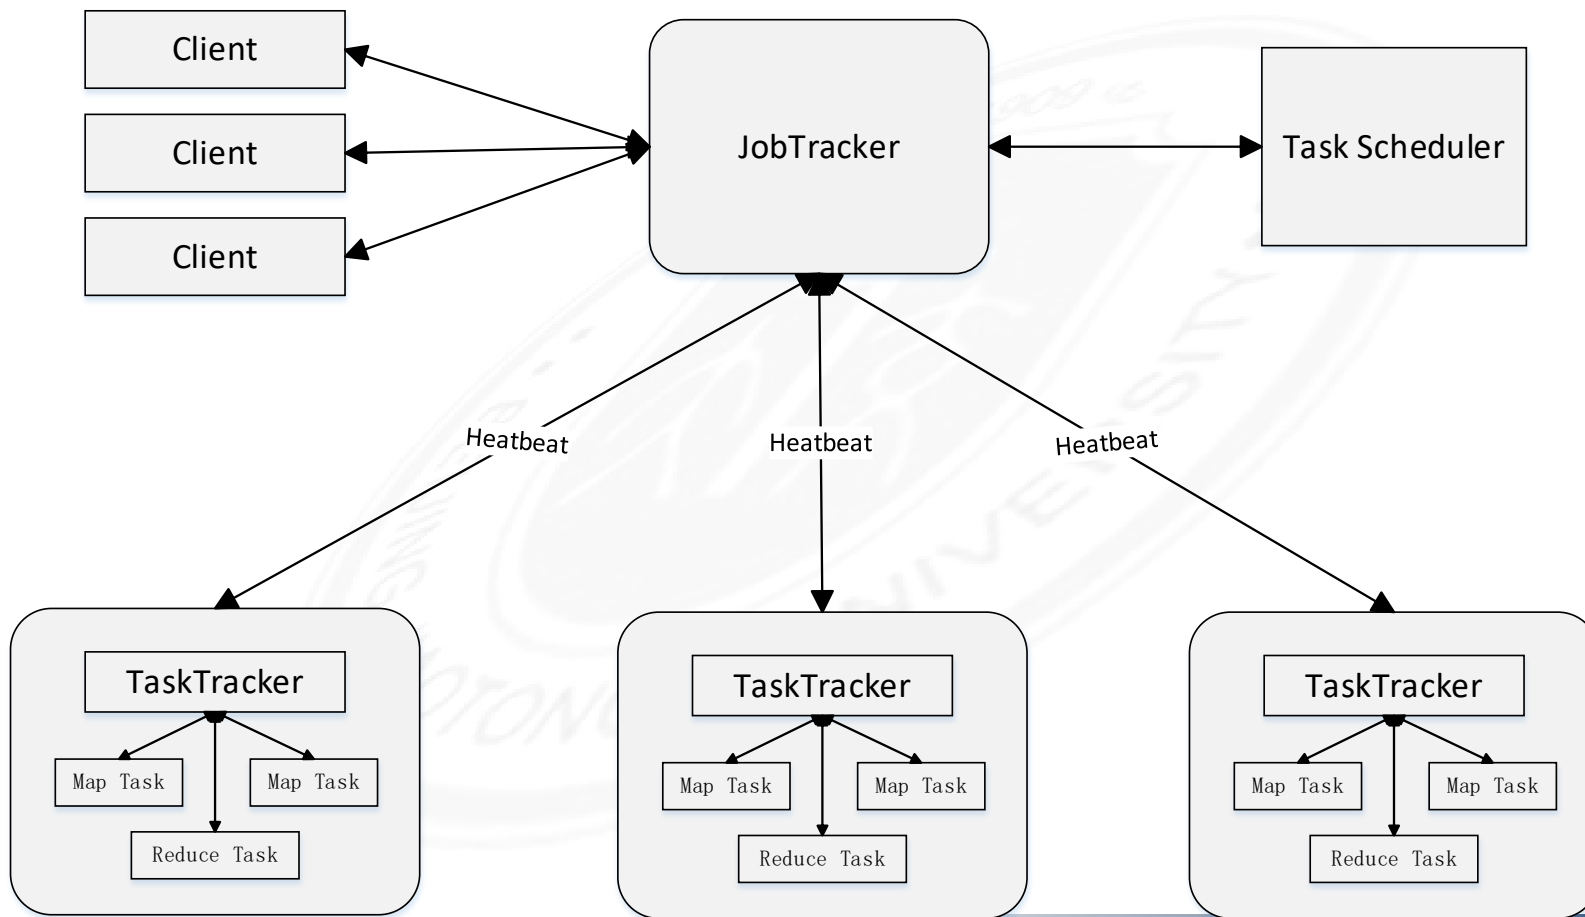 Client
Client
Client
JobTracker
Task Scheduler
Heatbeat
Heatbeat
Heatbeat
TaskTracker
Map Task
Map Task
Reduce Task
TaskTracker
Map Task
Map Task
Reduce Task
TaskTracker
Map Task
Map Task
Reduce Task
UNIVERSITY